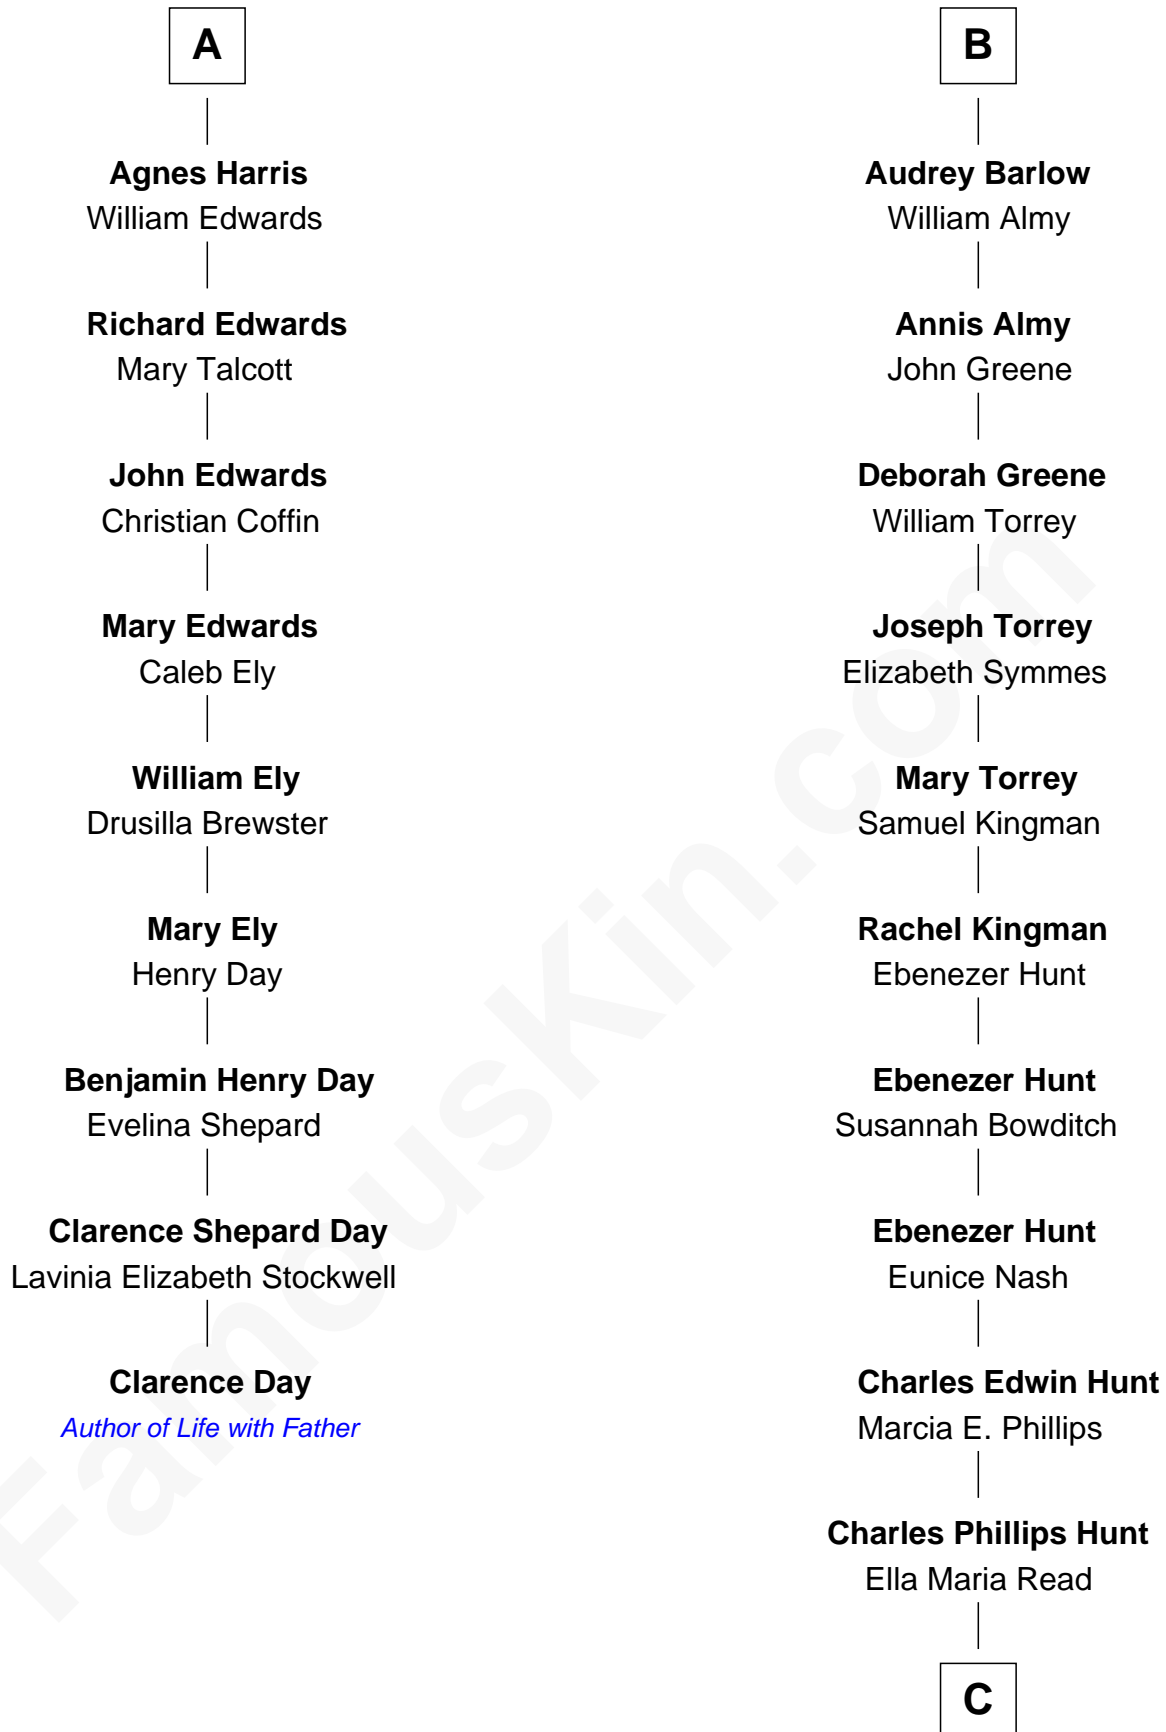 A
Agnes Harris
William Edwards
Richard Edwards
Mary Talcott
John Edwards
Christian Coffin
Mary Edwards
Caleb Ely
William Ely
Drusilla Brewster
Mary Ely
Henry Day
Benjamin Henry Day
Evelina Shepard
Clarence Shepard Day
Lavinia Elizabeth Stockwell
Clarence Day
Author of Life with Father
B
Audrey Barlow
William Almy
Annis Almy
John Greene
Deborah Greene
William Torrey
Joseph Torrey
Elizabeth Symmes
Mary Torrey
Samuel Kingman
Rachel Kingman
Ebenezer Hunt
Ebenezer Hunt
Susannah Bowditch
Ebenezer Hunt
Eunice Nash
Charles Edwin Hunt
Marcia E. Phillips
Charles Phillips Hunt
Ella Maria Read
C
FamousKin.com